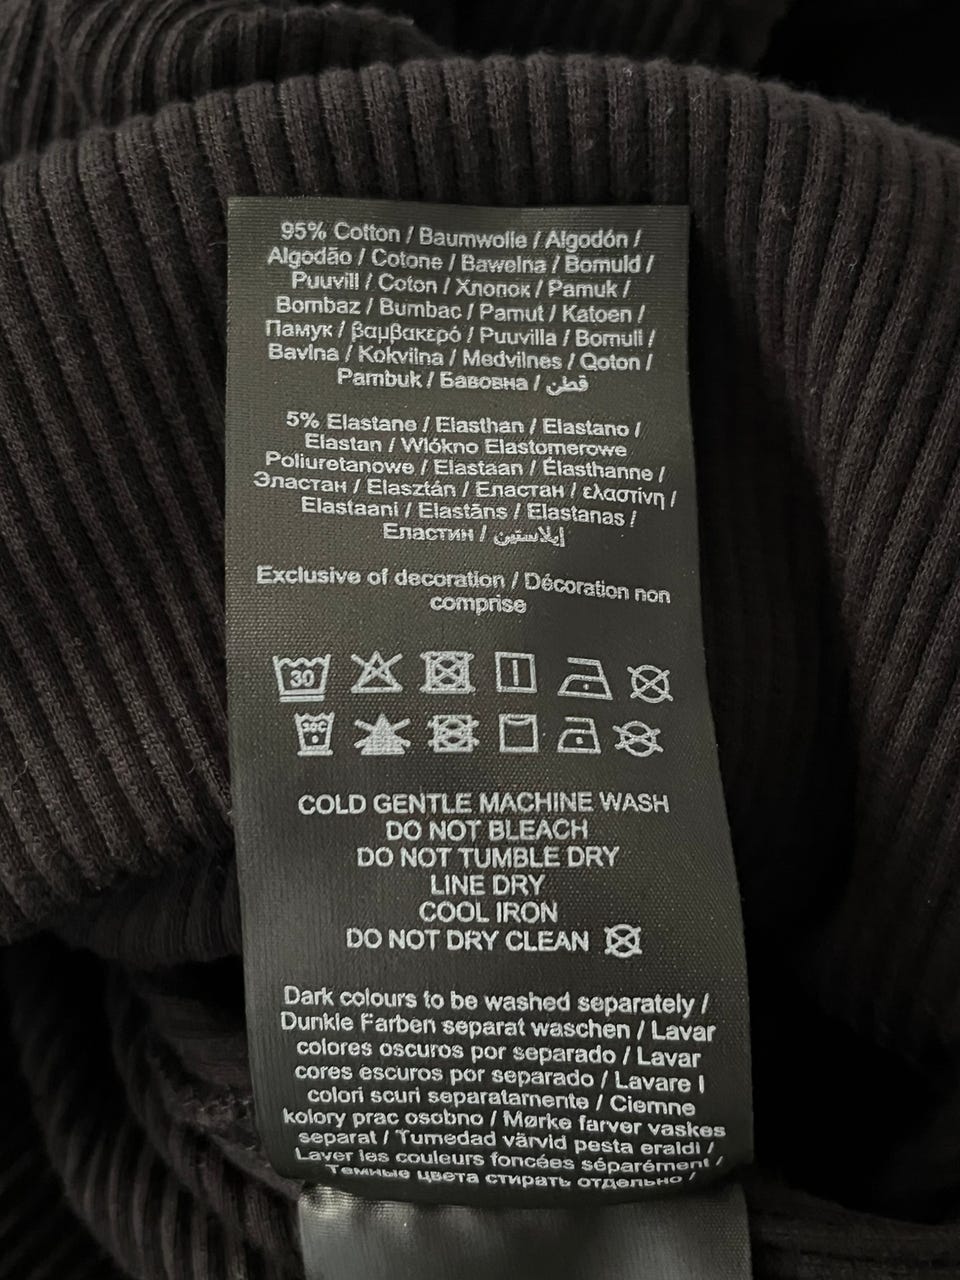 95% Cotton / Baumwolle / Algodón /
Algodão / Cotone / Bawełna / Bomuld /
Puuvill / Coton / Хлопок / Pamuk /
Bombaz / Bumbac / Pamut / Katoen /
Памук / βαμβακερό / Puuvilla / Bomull /
Bavlna / Kokvilna / Medvilnes / Qoton /
Pambuk / Бавовна / قطن
5% Elastane / Elasthan / Elastano /
Elastan / Włókno Elastomerowe
Poliuretanowe / Elastaan / Élasthanne /
Эластан / Elasztán / Еластан / ελαστίνη /
Elastaani / Elastāns / Elastanas /
Еластин / إيلاستين
Exclusive of decoration / Décoration non
comprise
30
30C
COLD GENTLE MACHINE WASH
DO NOT BLEACH
DO NOT TUMBLE DRY
LINE DRY
COOL IRON
DO NOT DRY CLEAN
Dark colours to be washed separately /
Dunkle Farben separat waschen / Lavar
colores oscuros por separado / Lavar
cores escuros por separado / Lavare I
colori scuri separatamente / Ciemne
kolory prac osobno / Mørke farver vaskes
separat / Tumedad värvid pesta eraldi /
Laver les couleurs foncées séparément /
Темные цвета стирать отдельно /